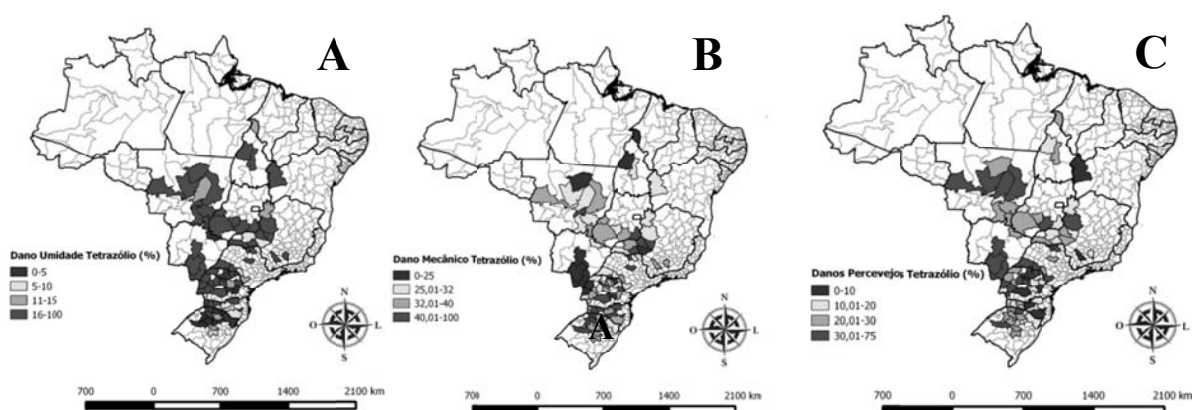 A
Dano Umidade Tetrazólio (%)
0-5
5-10
11-15
16-100
N
O
L
S
700
0
700
1400
2100 km
B
Dano Mecânico Tetrazólio (%)
0-25
25,01-32
32,01-40
40,01-100
A
N
O
L
S
700
0
700
1400
2100 km
C
Danos Percevejos Tetrazólio (%)
0-10
10,01-20
20,01-30
30,01-75
N
O
L
S
700
0
700
1400
2100 km